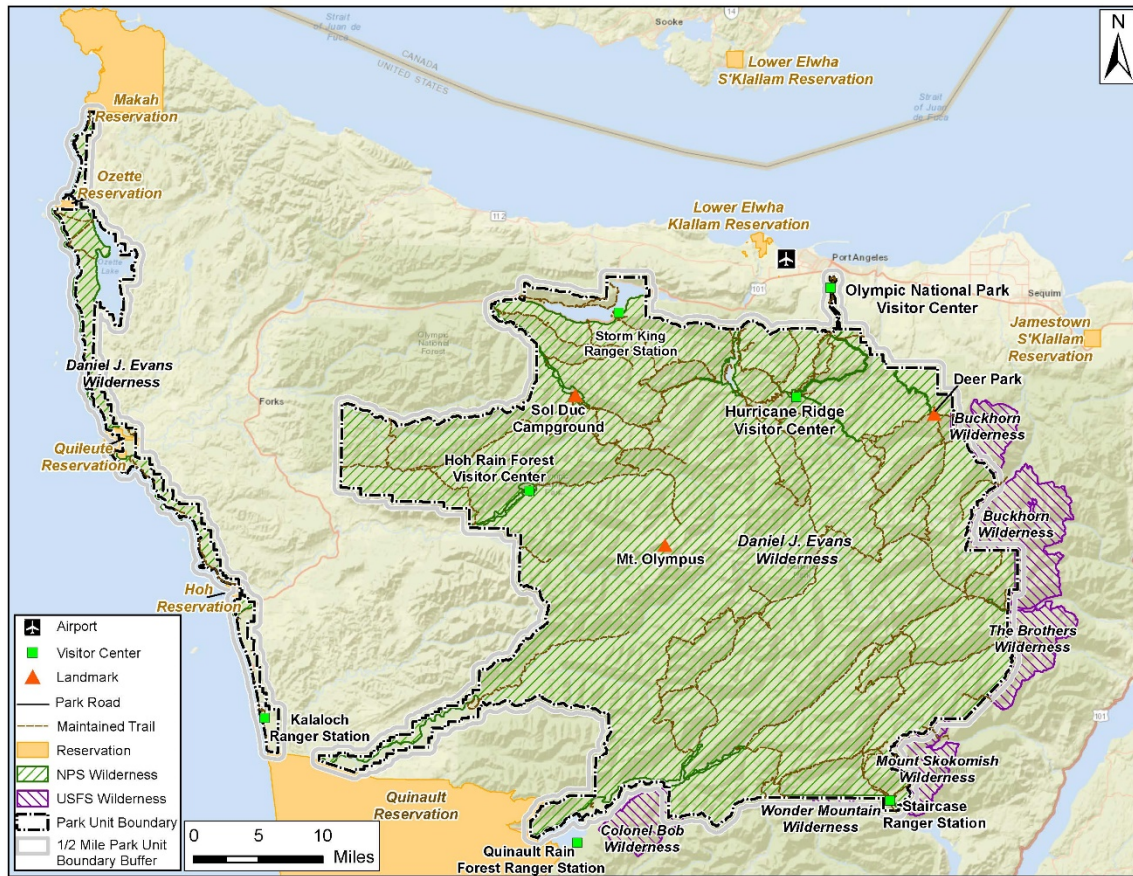 Strait of
Juan de
Fuca
Sooke
14
N
Lower Elwha
S'Klallam Reservation
CANADA
UNITED STATES
Strait
of Juan
de Fuca
Makah
Reservation
Ozette
Reservation
112
Lower Elwha
Klallam Reservation
Port Angeles
101
Olympic National Park
Visitor Center
Sequim
Ozette
Lake
Jamestown
S'Klallam
Reservation
Storm King
Ranger Station
Olympic
National
Forest
Daniel J. Evans
Wilderness
Forks
Deer Park
Sol Duc
Campground
Hurricane Ridge
Visitor Center
Buckhorn
Wilderness
Quileute
Reservation
Hoh Rain Forest
Visitor Center
Buckhorn
Wilderness
Daniel J. Evans
Wilderness
Mt. Olympus
Hoh
Reservation
The Brothers
Wilderness
Kalaloch
Ranger Station
101
Mount Skokomish
Wilderness
Quinault
Reservation
Wonder Mountain
Wilderness
Staircase
Ranger Station
Colonel Bob
Wilderness
Quinault Rain
Forest Ranger Station
Airport
Visitor Center
Landmark
Park Road
Maintained Trail
Reservation
NPS Wilderness
USFS Wilderness
Park Unit Boundary
1/2 Mile Park Unit
Boundary Buffer
0 5 10
Miles